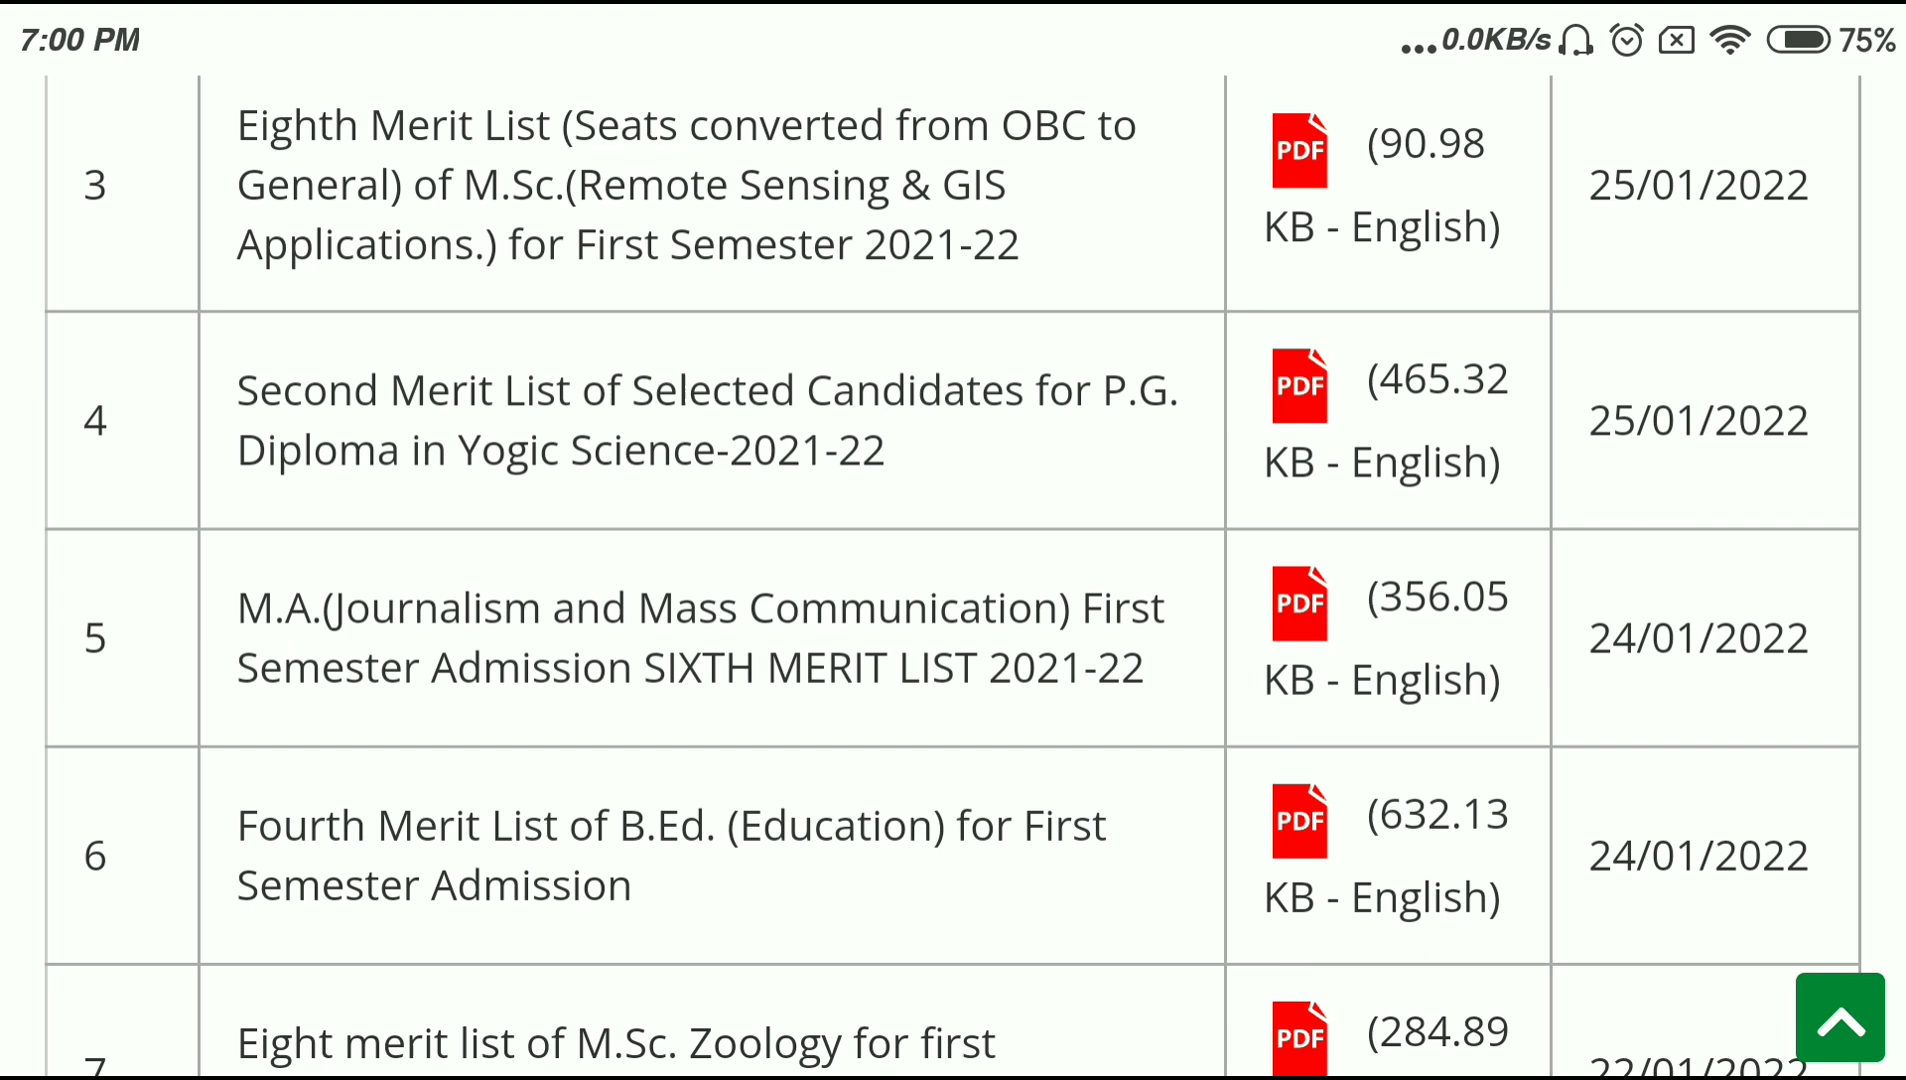 7:00 PM
...0.0KB/s 75%
3
Eighth Merit List (Seats converted from OBC to
General) of M.Sc.(Remote Sensing & GIS
Applications.) for First Semester 2021-22
PDF (90.98
KB - English)
25/01/2022
4
Second Merit List of Selected Candidates for P.G.
Diploma in Yogic Science-2021-22
PDF (465.32
KB - English)
25/01/2022
5
M.A.(Journalism and Mass Communication) First
Semester Admission SIXTH MERIT LIST 2021-22
PDF (356.05
KB - English)
24/01/2022
6
Fourth Merit List of B.Ed. (Education) for First
Semester Admission
PDF (632.13
KB - English)
24/01/2022
7
Eight merit list of M.Sc. Zoology for first
PDF (284.89
22/01/2022